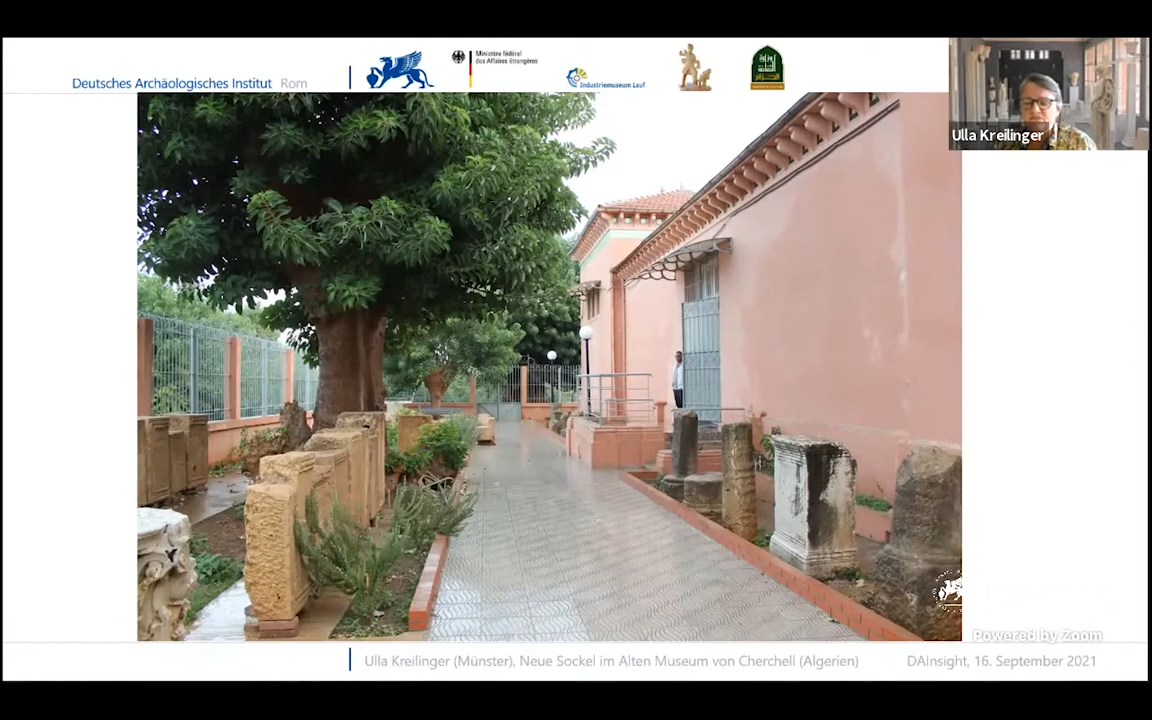 Deutsches Archäologisches Institut Rom
Ministère fédéral
des Affaires étrangères
Industriemuseum Lauf
Ulla Kreilinger
Powered by Zoom
Ulla Kreilinger (Münster), Neue Sockel im Alten Museum von Cherchell (Algerien)
DAInsight, 16. September 2021